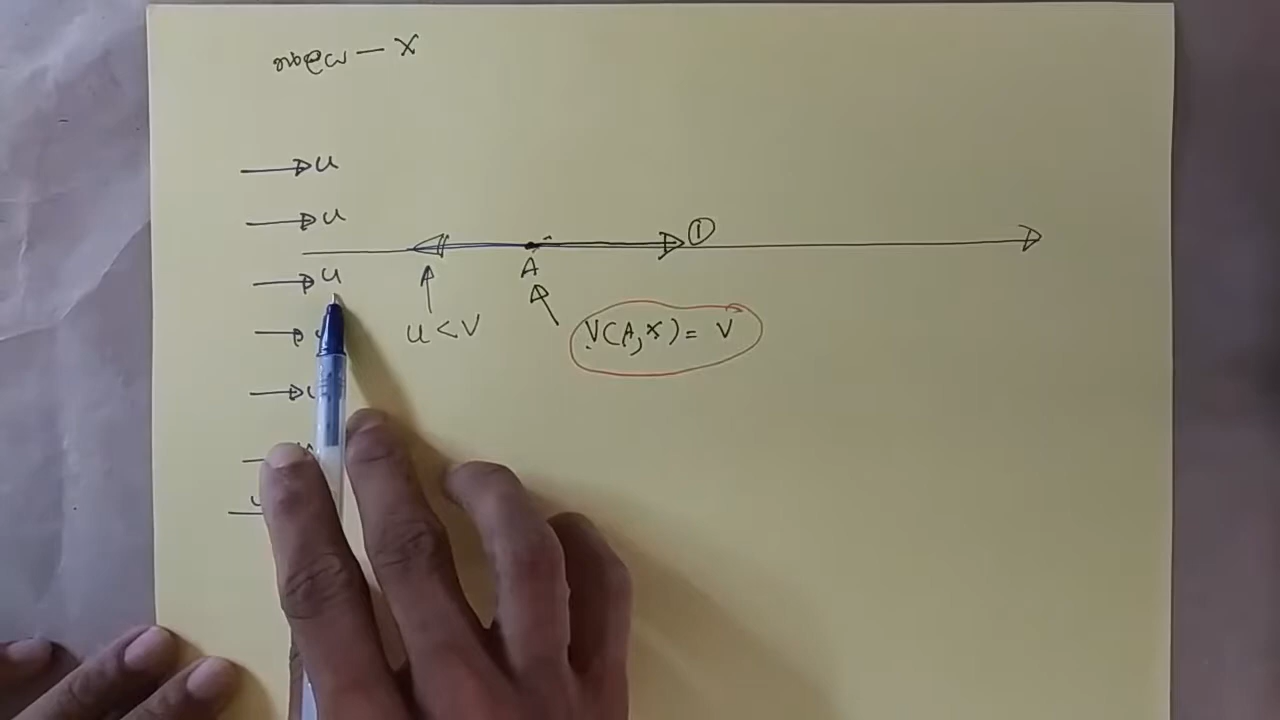 — X
→ u
→ u
①
→ u
A
u < V
V(A,X) = V